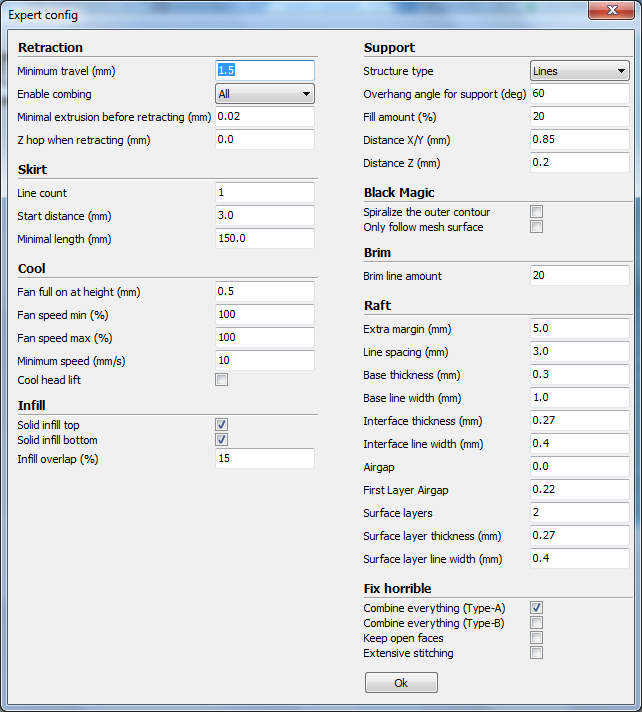 Expert config
Retraction
Minimum travel (mm) 1.5
Enable combing All
Minimal extrusion before retracting (mm) 0.02
Z hop when retracting (mm) 0.0
Skirt
Line count 1
Start distance (mm) 3.0
Minimal length (mm) 150.0
Cool
Fan full on at height (mm) 0.5
Fan speed min (%) 100
Fan speed max (%) 100
Minimum speed (mm/s) 10
Cool head lift
Infill
Solid infill top
Solid infill bottom
Infill overlap (%) 15
Support
Structure type Lines
Overhang angle for support (deg) 60
Fill amount (%) 20
Distance X/Y (mm) 0.85
Distance Z (mm) 0.2
Black Magic
Spiralize the outer contour
Only follow mesh surface
Brim
Brim line amount 20
Raft
Extra margin (mm) 5.0
Line spacing (mm) 3.0
Base thickness (mm) 0.3
Base line width (mm) 1.0
Interface thickness (mm) 0.27
Interface line width (mm) 0.4
Airgap 0.0
First Layer Airgap 0.22
Surface layers 2
Surface layer thickness (mm) 0.27
Surface layer line width (mm) 0.4
Fix horrible
Combine everything (Type-A)
Combine everything (Type-B)
Keep open faces
Extensive stitching
Ok